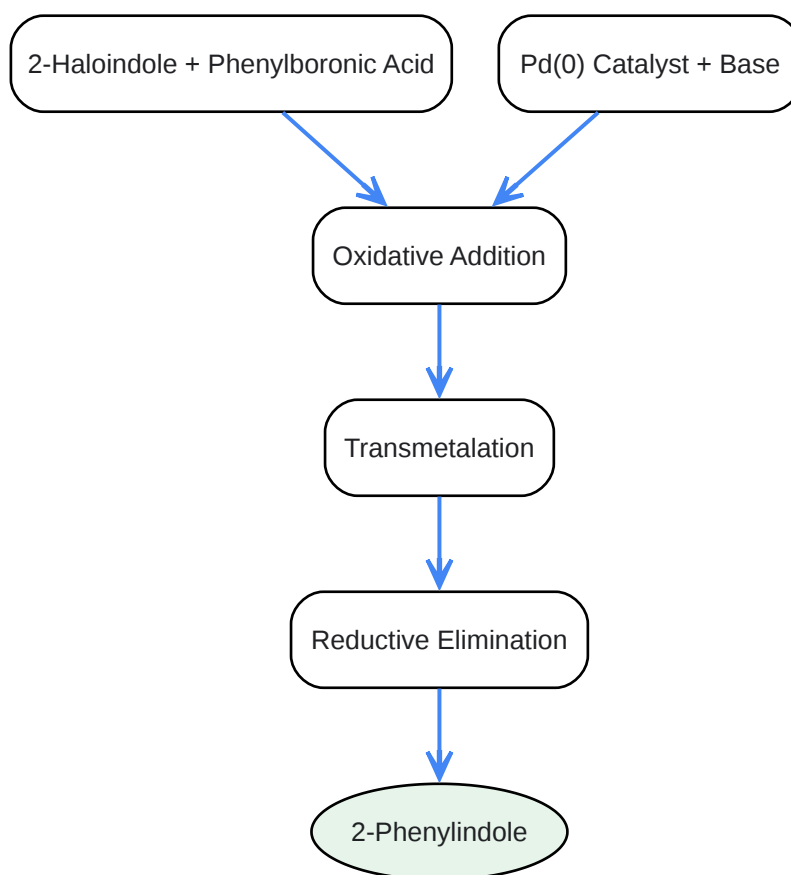 2-Haloindole + Phenylboronic Acid
Pd(0) Catalyst + Base
Oxidative Addition
Transmetalation
Reductive Elimination
2-Phenylindole